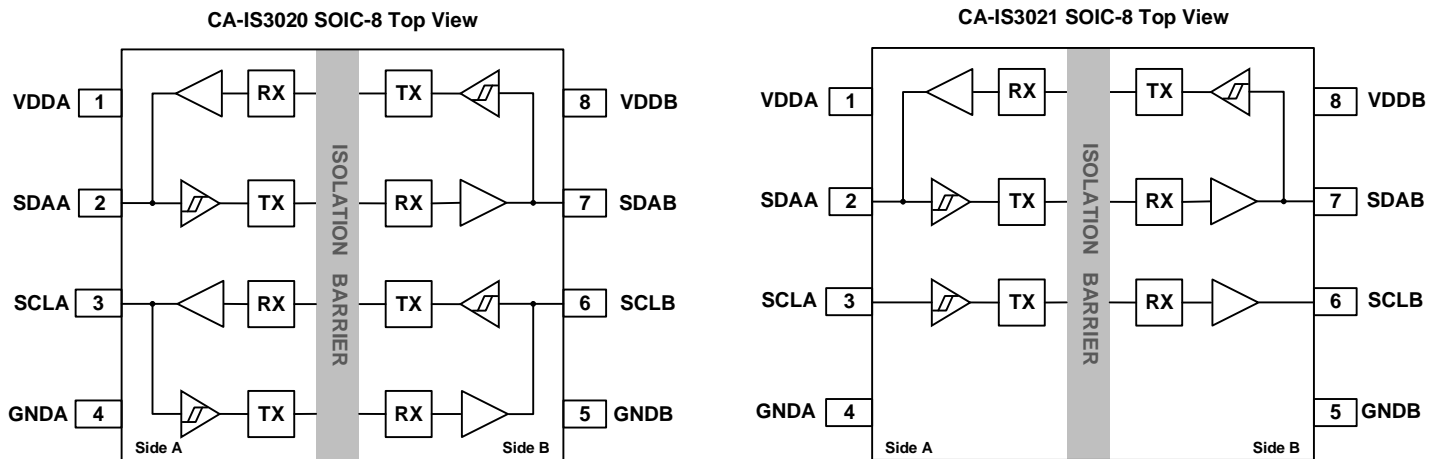 CA-IS3020 SOIC-8 Top View
VDDA 1 RX TX 8 VDDB
SDAA 2 TX RX 7 SDAB
SCLA 3 RX TX 6 SCLB
GNDA 4 TX RX 5 GNDB
ISOLATION BARRIER
Side A Side B
CA-IS3021 SOIC-8 Top View
VDDA 1 RX TX 8 VDDB
SDAA 2 TX RX 7 SDAB
SCLA 3 TX RX 6 SCLB
GNDA 4 5 GNDB
ISOLATION BARRIER
Side A Side B